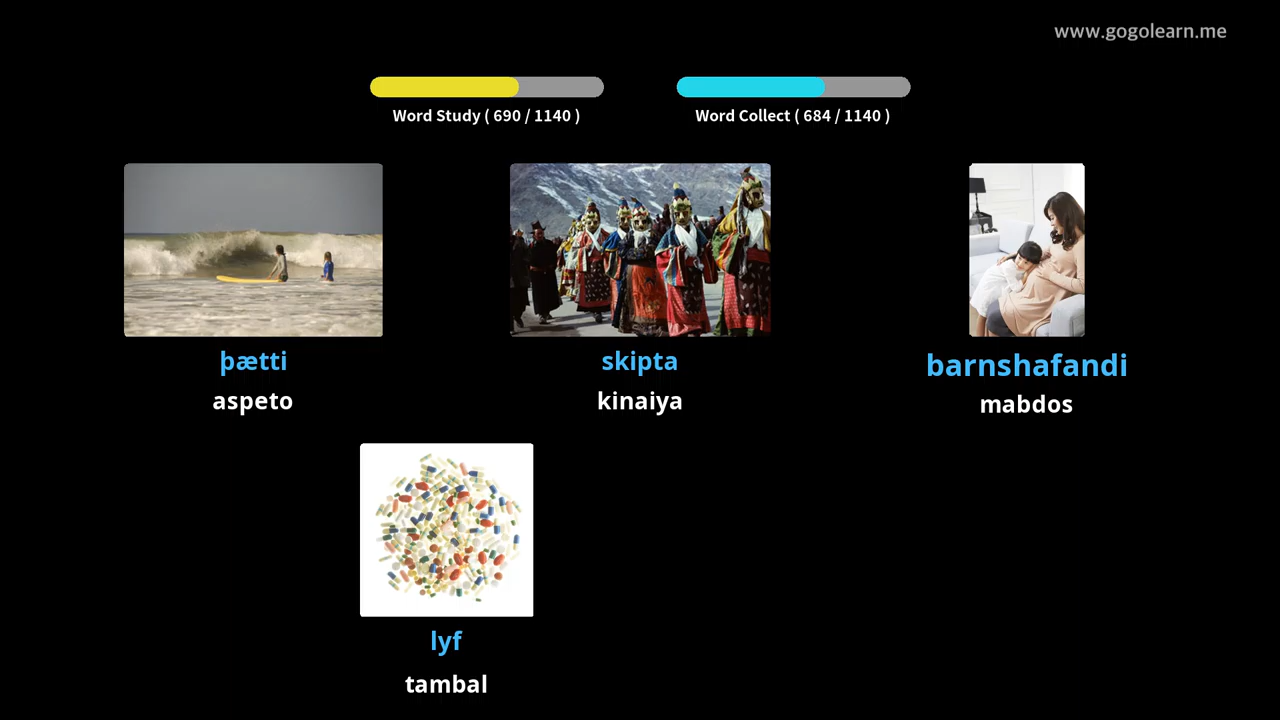 www.gogolearn.me
Word Study ( 690 / 1140 )
Word Collect ( 684 / 1140 )
þætti
aspeto
skipta
kinaiya
barnshafandi
mabdos
lyf
tambal